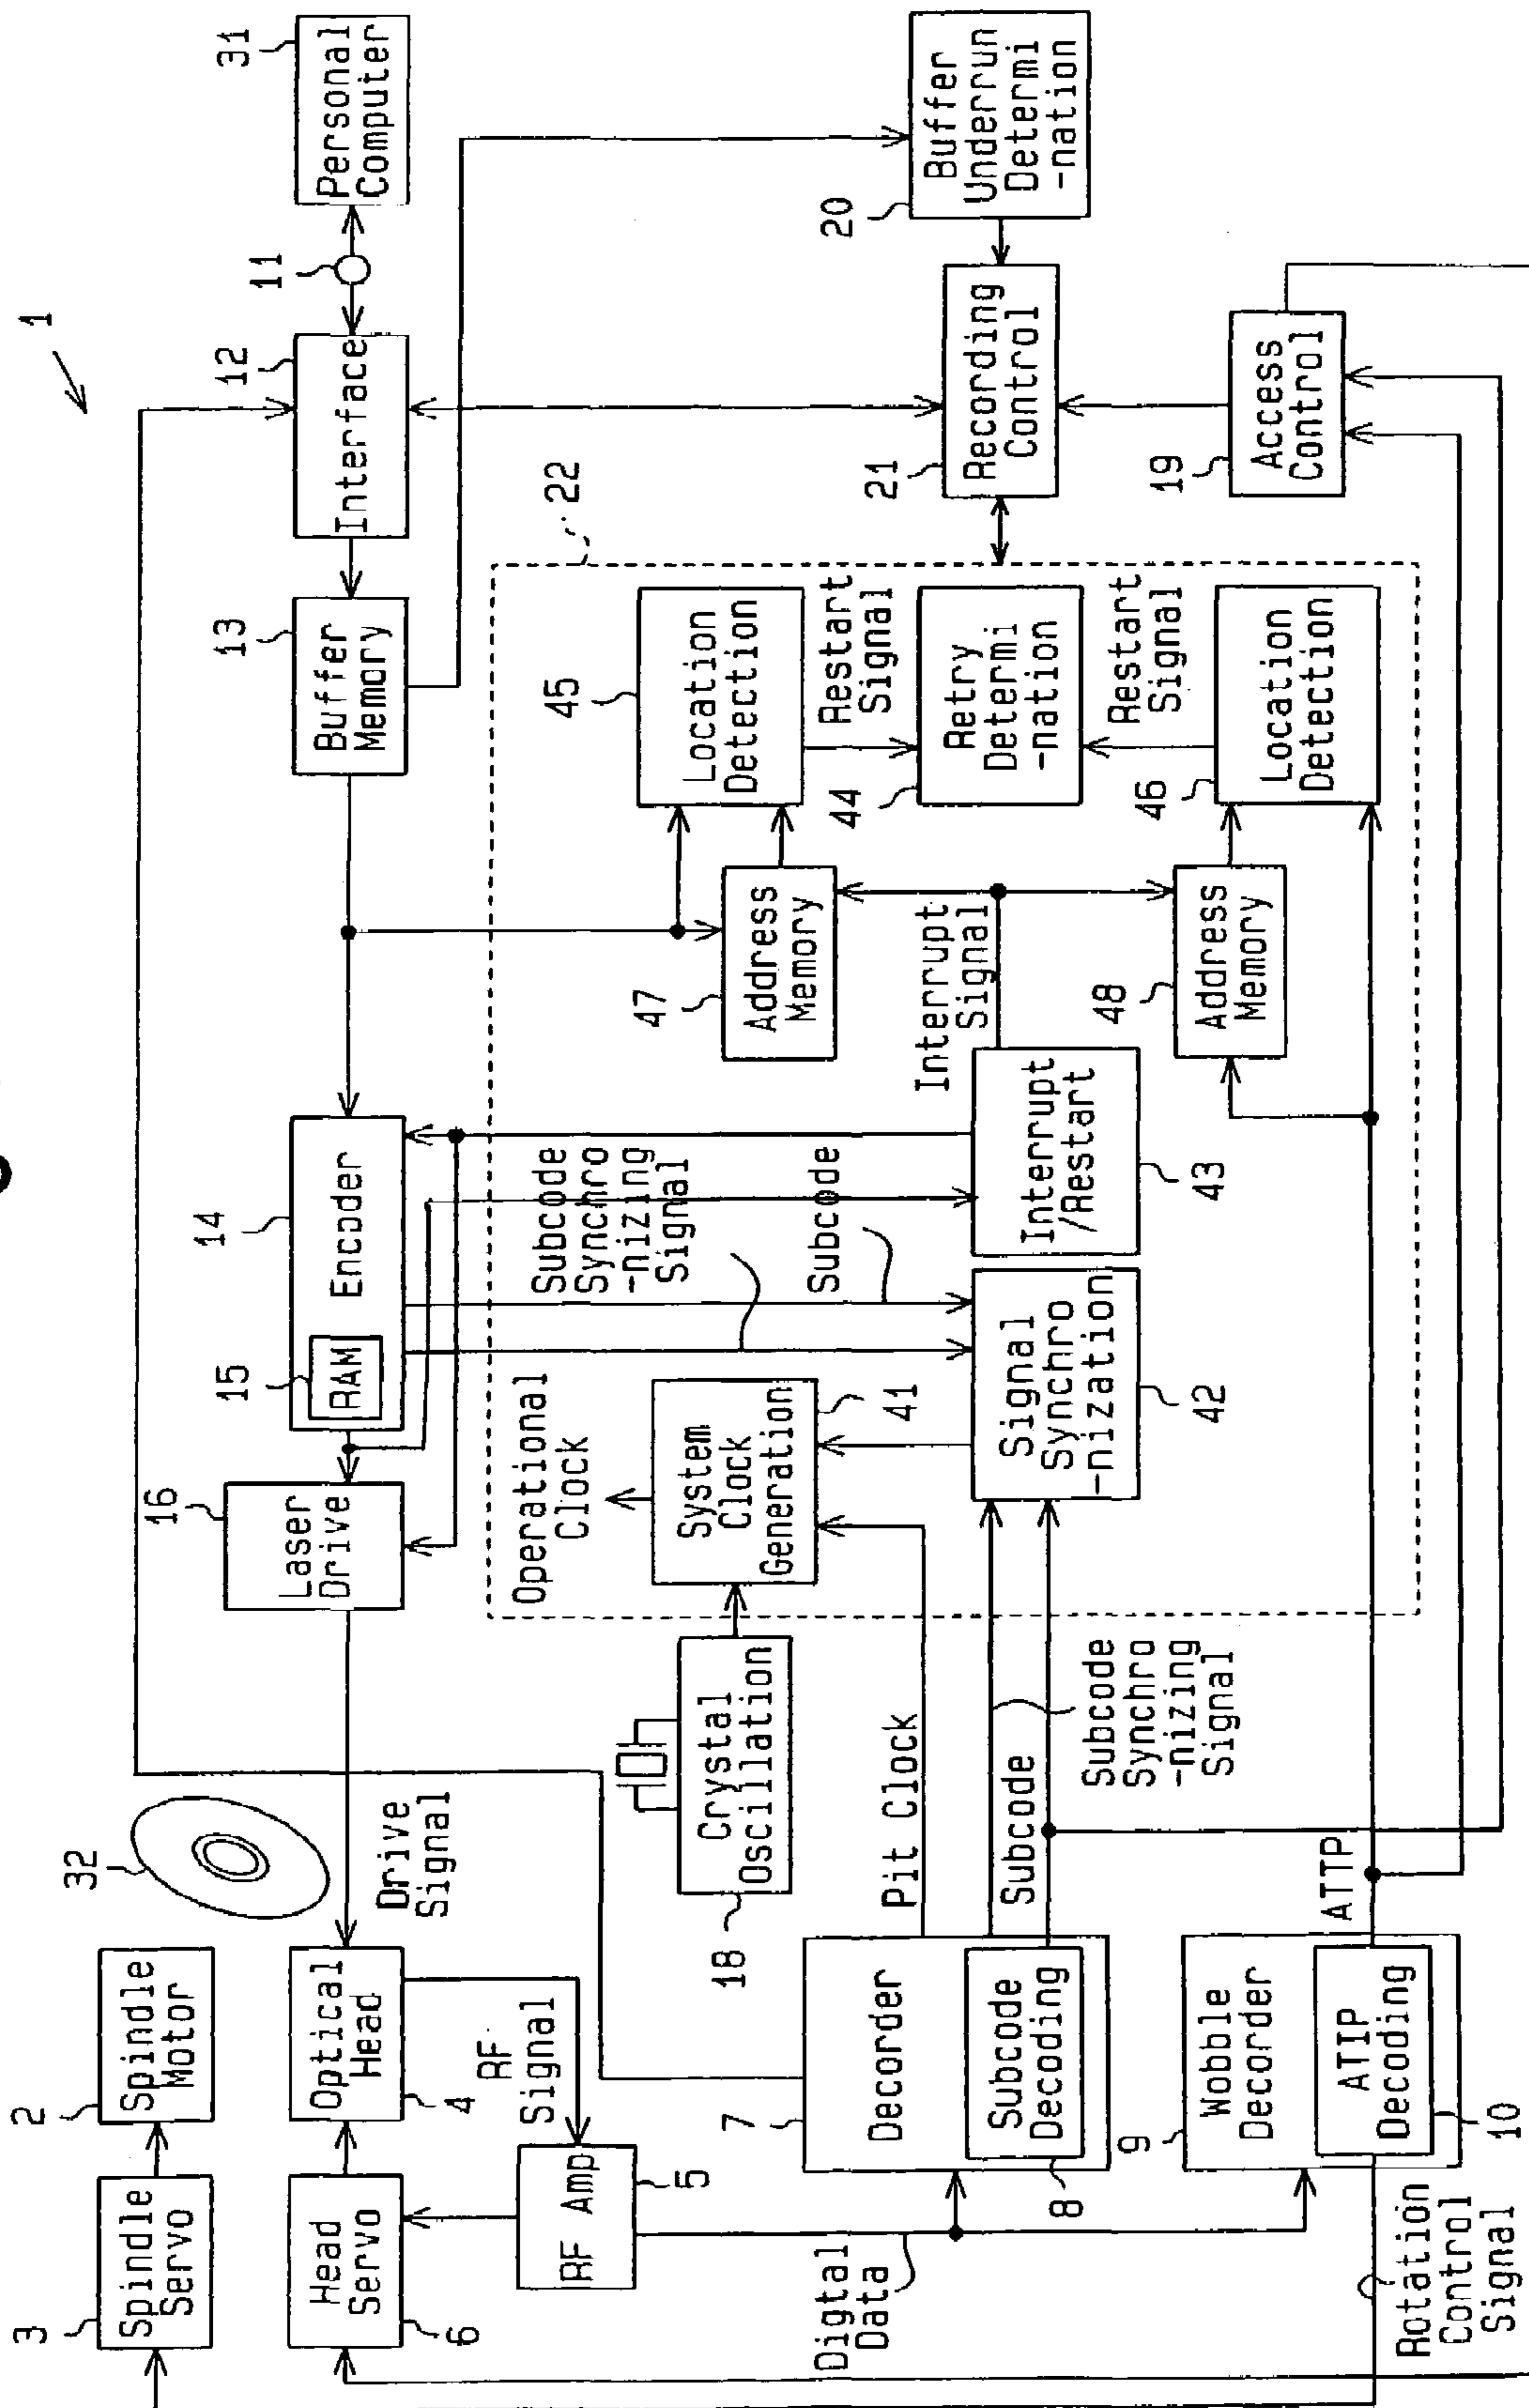 1
3
Spindle
Servo
2
Spindle
Motor
32
6
Head
Servo
4
Optical
Head
Drive
Signal
16
Laser
Drive
15
RAM
14
Encoder
13
Buffer
Memory
12
Interface
11
31
Personal
Computer
RF
Signal
RF Amp
5
Digtal
Data
7
Decorder
8
Subcode
Decoding
9
Wobble
Decorder
10
ATIP
Decoding
Rotation
Control
Signal
ATTP
Pit Clock
Subcode
Subcode
Synchro
-nizing
Signal
18
Crystal
Oscillation
Operational
Clock
System
Clock
Generation
41
Subcode
Synchro
-nizing
Signal
Subcode
Signal
Synchro
-nization
42
Interrupt
/Restart
43
Interrupt
Signal
47
Address
Memory
48
Address
Memory
45
Location
Detection
Restart
Signal
44
Retry
Determi
-nation
Restart
Signal
46
Location
Detection
22
21
Recording
Control
20
Buffer
Underrun
Determi
-nation
19
Access
Control